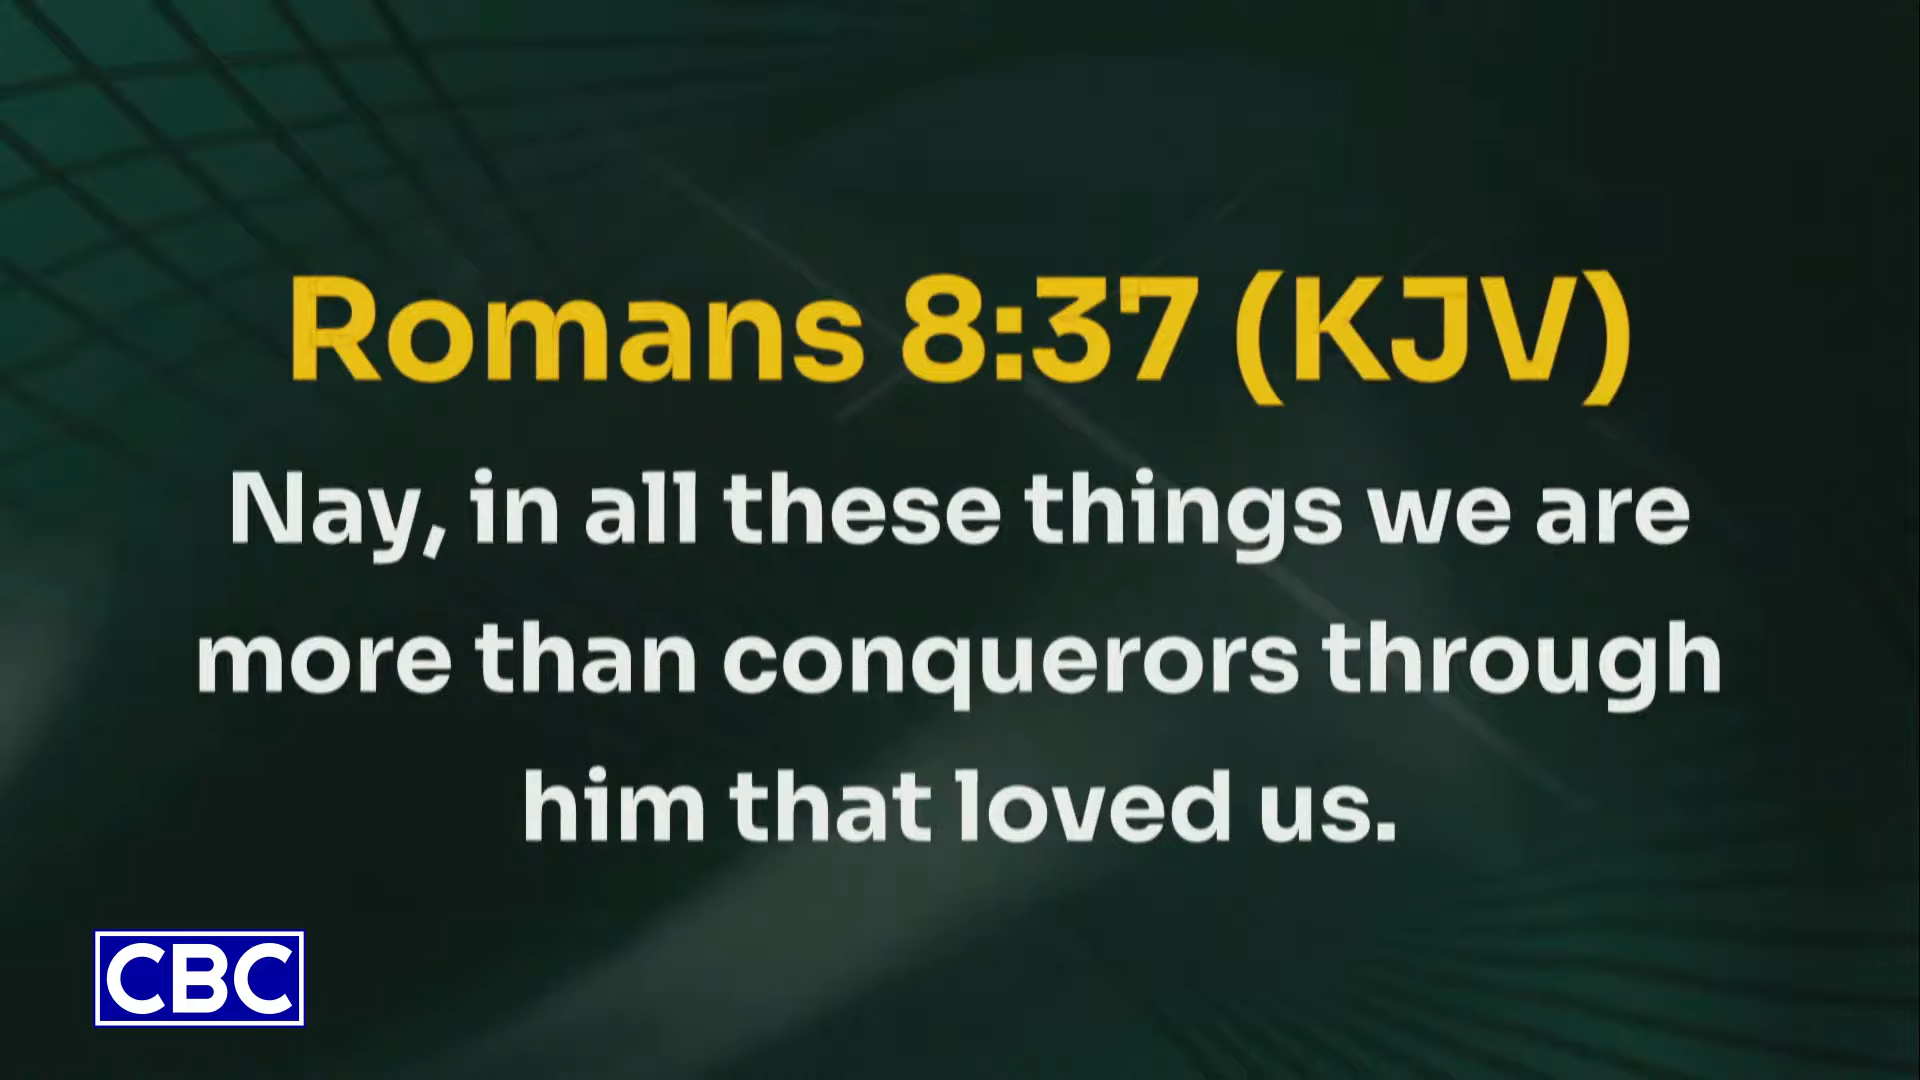 Romans 8:37 (KJV)
Nay, in all these things we are
more than conquerors through
him that loved us.
CBC